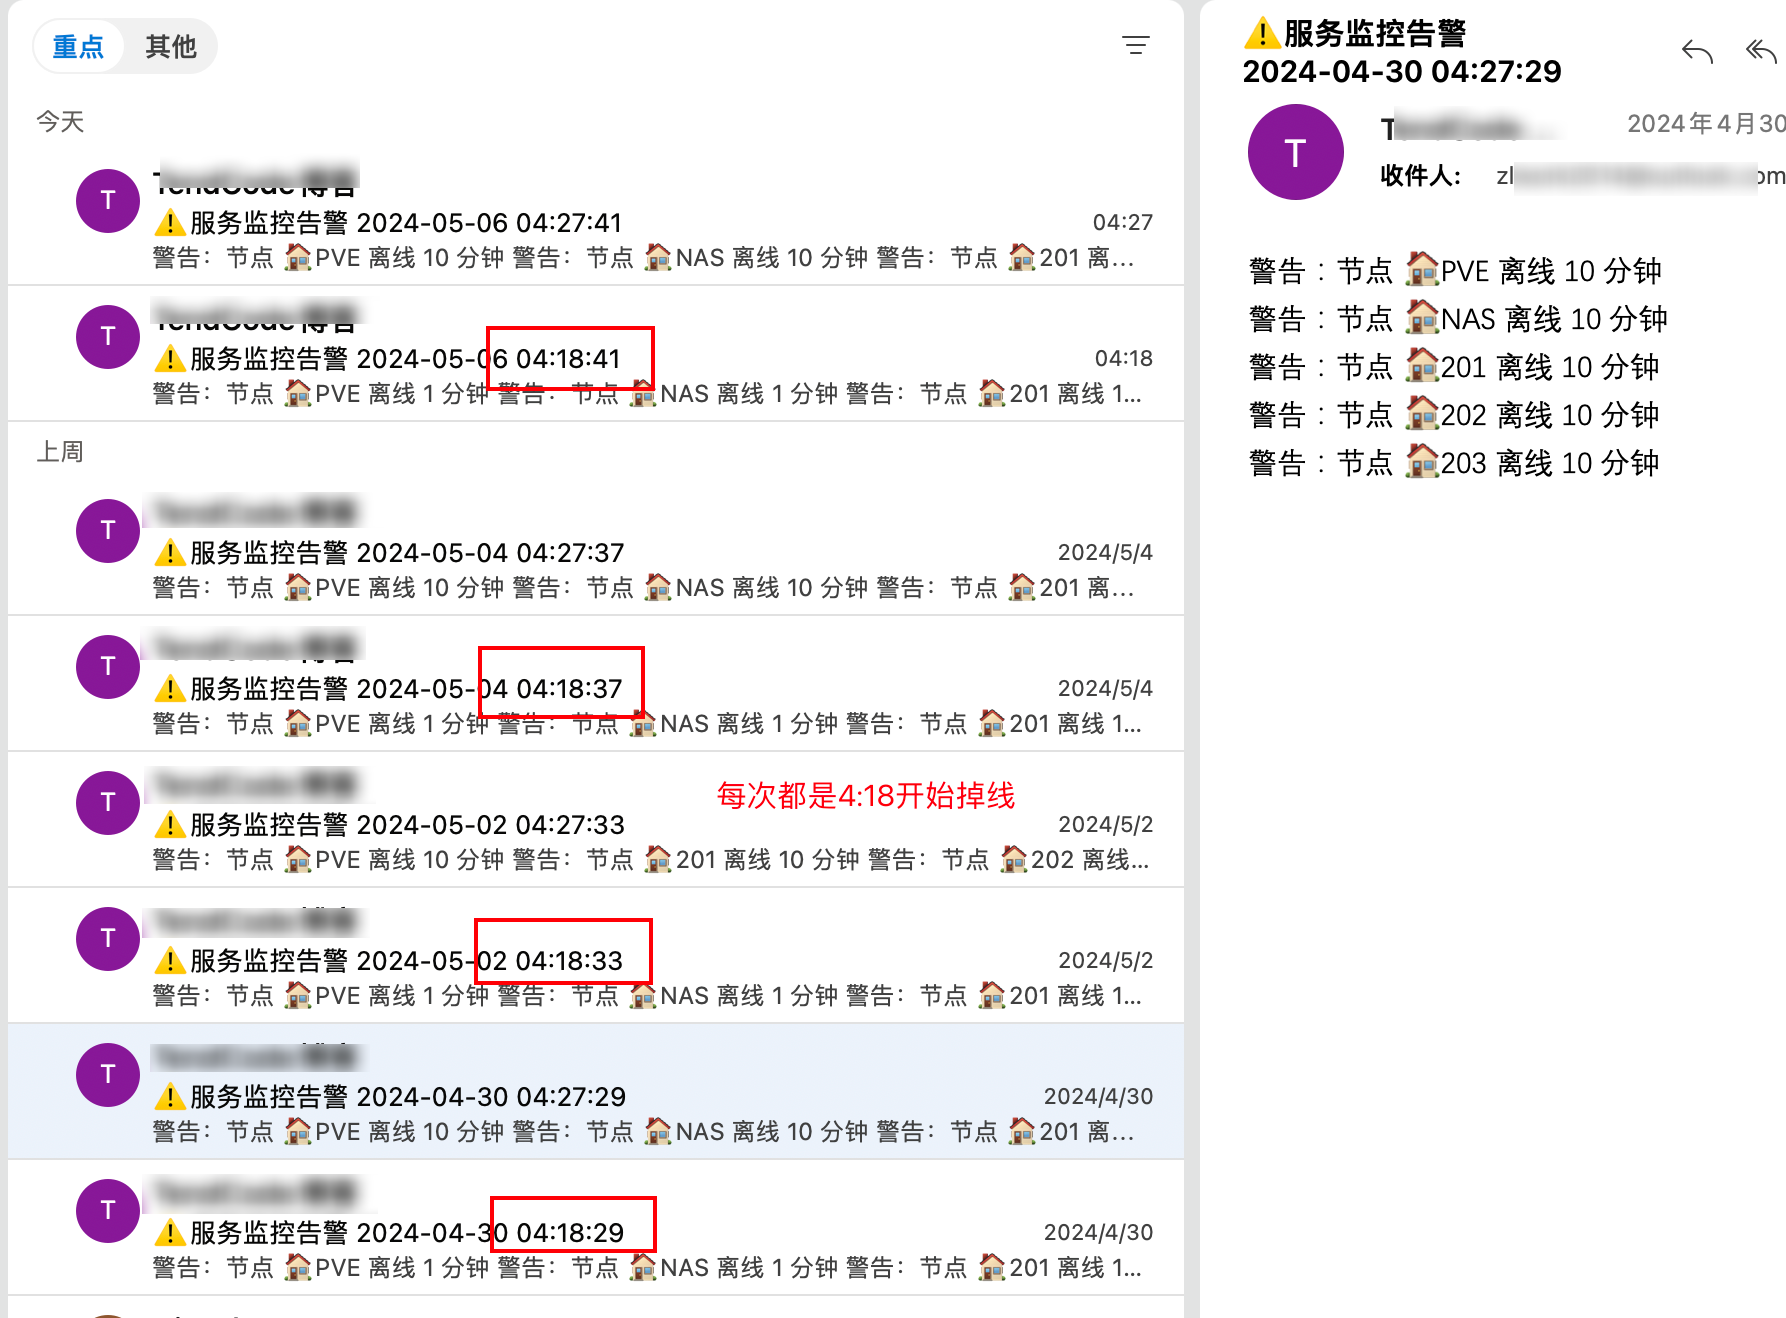 重点 其他
今天
T
⚠️服务监控告警 2024-05-06 04:27:41 04:27
警告：节点 🏠PVE 离线 10 分钟 警告：节点 🏠NAS 离线 10 分钟 警告：节点 🏠201 离...
T
⚠️服务监控告警 2024-05-06 04:18:41 04:18
警告：节点 🏠PVE 离线 1 分钟 警告：节点 🏠NAS 离线 1 分钟 警告：节点 🏠201 离线 1...
上周
T
⚠️服务监控告警 2024-05-04 04:27:37 2024/5/4
警告：节点 🏠PVE 离线 10 分钟 警告：节点 🏠NAS 离线 10 分钟 警告：节点 🏠201 离...
T
⚠️服务监控告警 2024-05-04 04:18:37 2024/5/4
警告：节点 🏠PVE 离线 1 分钟 警告：节点 🏠NAS 离线 1 分钟 警告：节点 🏠201 离线 1...
T
每次都是4:18开始掉线
⚠️服务监控告警 2024-05-02 04:27:33 2024/5/2
警告：节点 🏠PVE 离线 10 分钟 警告：节点 🏠201 离线 10 分钟 警告：节点 🏠202 离线...
T
⚠️服务监控告警 2024-05-02 04:18:33 2024/5/2
警告：节点 🏠PVE 离线 1 分钟 警告：节点 🏠NAS 离线 1 分钟 警告：节点 🏠201 离线 1...
T
⚠️服务监控告警 2024-04-30 04:27:29 2024/4/30
警告：节点 🏠PVE 离线 10 分钟 警告：节点 🏠NAS 离线 10 分钟 警告：节点 🏠201 离...
T
⚠️服务监控告警 2024-04-30 04:18:29 2024/4/30
警告：节点 🏠PVE 离线 1 分钟 警告：节点 🏠NAS 离线 1 分钟 警告：节点 🏠201 离线 1...
⚠️服务监控告警
2024-04-30 04:27:29
T
2024年4月30
收件人:
警告：节点 🏠PVE 离线 10 分钟
警告：节点 🏠NAS 离线 10 分钟
警告：节点 🏠201 离线 10 分钟
警告：节点 🏠202 离线 10 分钟
警告：节点 🏠203 离线 10 分钟